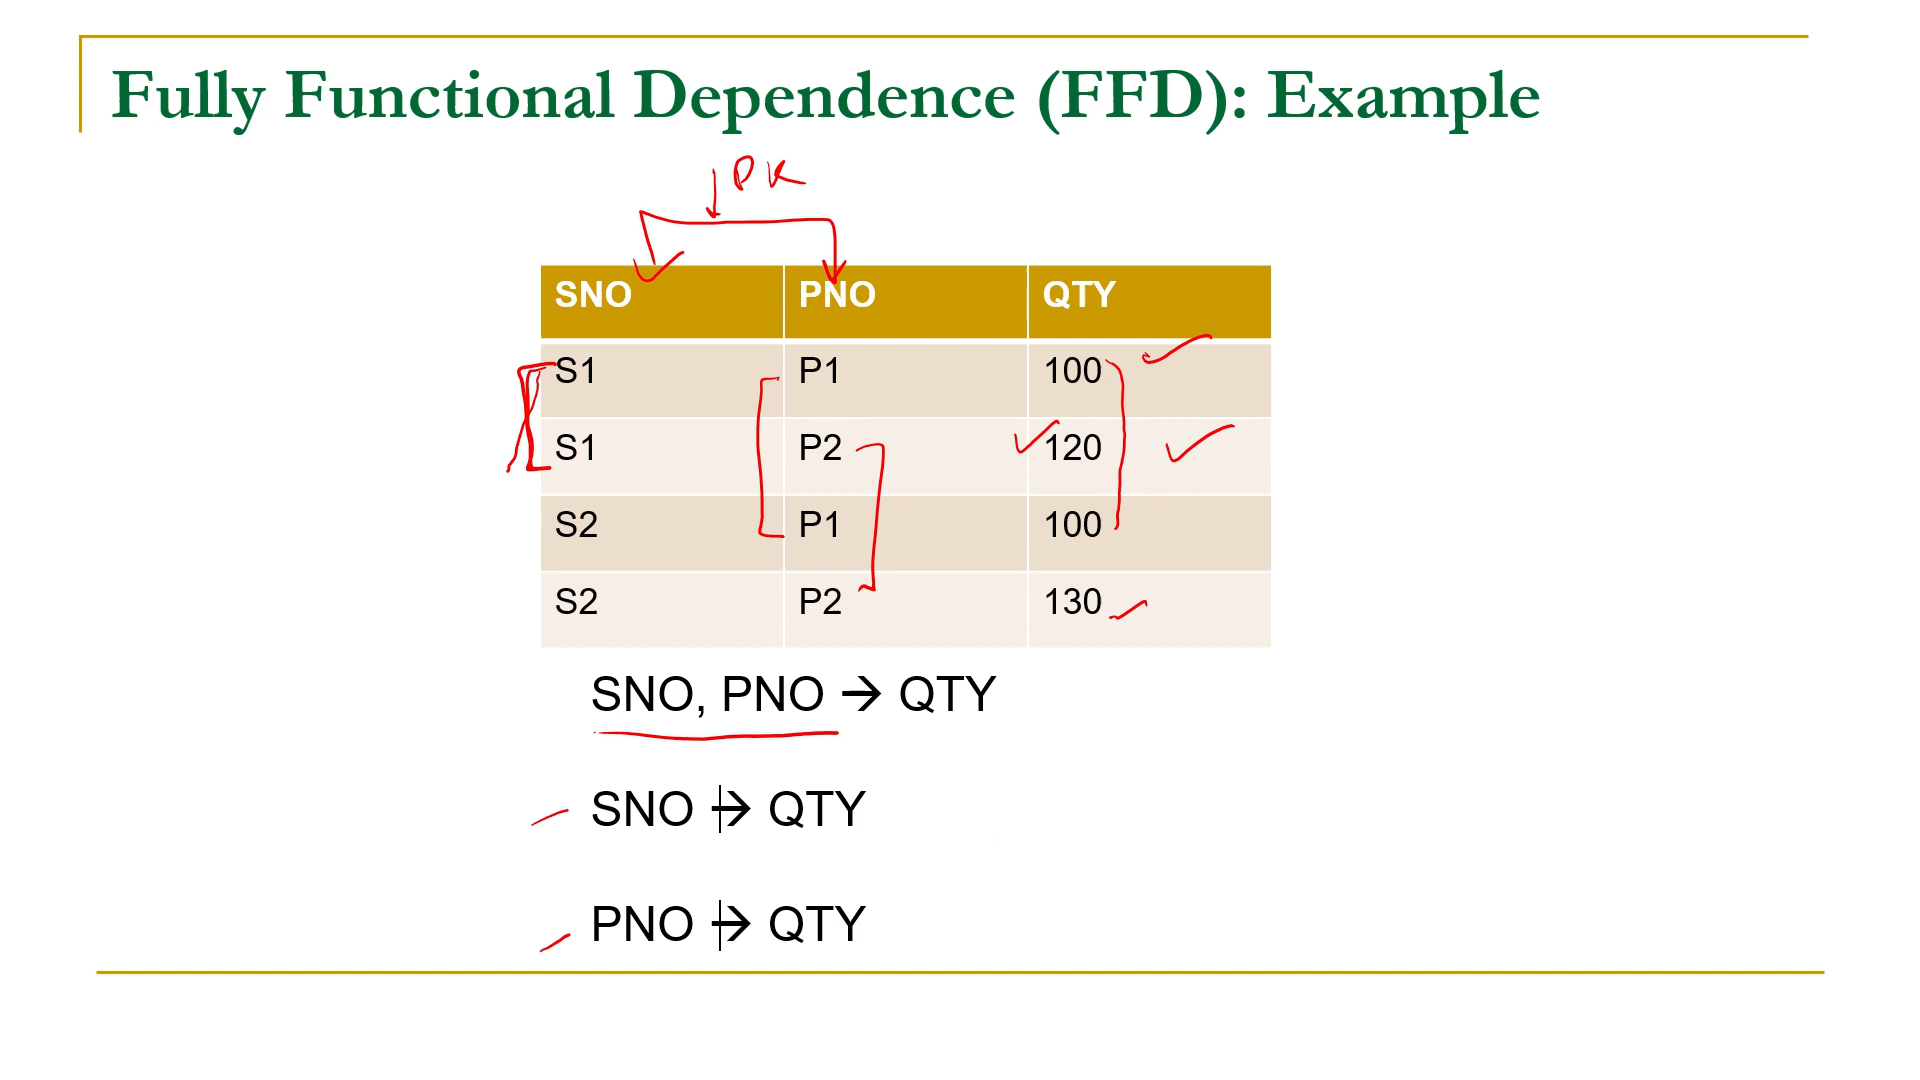 Fully Functional Dependence (FFD): Example
PK
SNO PNO QTY
S1 P1 100
S1 P2 120
S2 P1 100
S2 P2 130
SNO, PNO → QTY
SNO ⇸ QTY
PNO ⇸ QTY